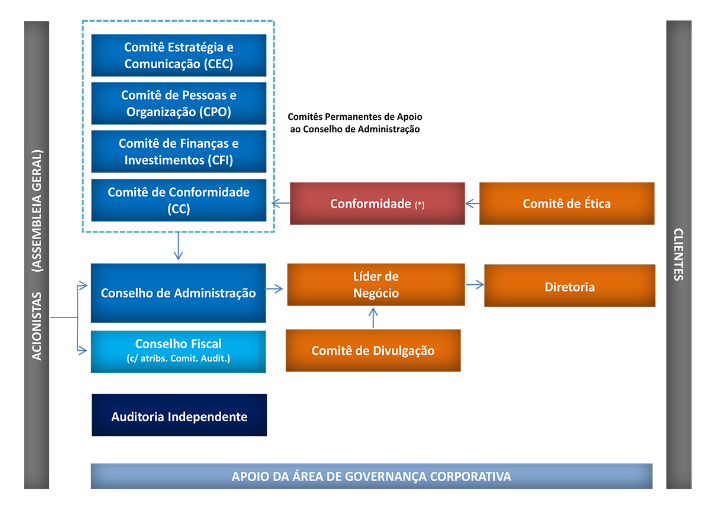 Comitê Estratégia e
Comunicação (CEC)
Comitê de Pessoas e
Organização (CPO)
Comitê de Finanças e
Investimentos (CFI)
Comitê de Conformidade
(CC)
Comitês Permanentes de Apoio
ao Conselho de Administração
Conformidade (*)
Comitê de Ética
ACIONISTAS (ASSEMBLEIA GERAL)
CLIENTES
Conselho de Administração
Líder de
Negócio
Diretoria
Conselho Fiscal
(c/ atribs. Comit. Audit.)
Comitê de Divulgação
Auditoria Independente
APOIO DA ÁREA DE GOVERNANÇA CORPORATIVA